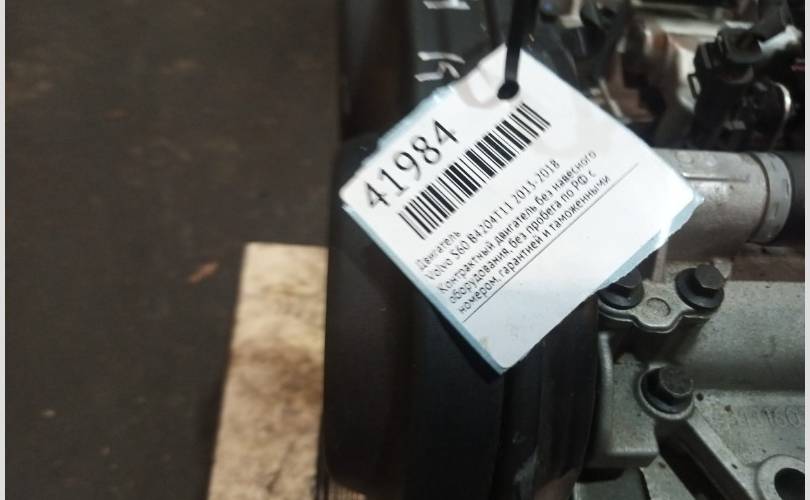 41984
Двигатель
Volvo S60 B4204T11 2013-2018
Контрактный двигатель без навесного
оборудования, без пробега по РФ с
номером, гарантией и таможенными